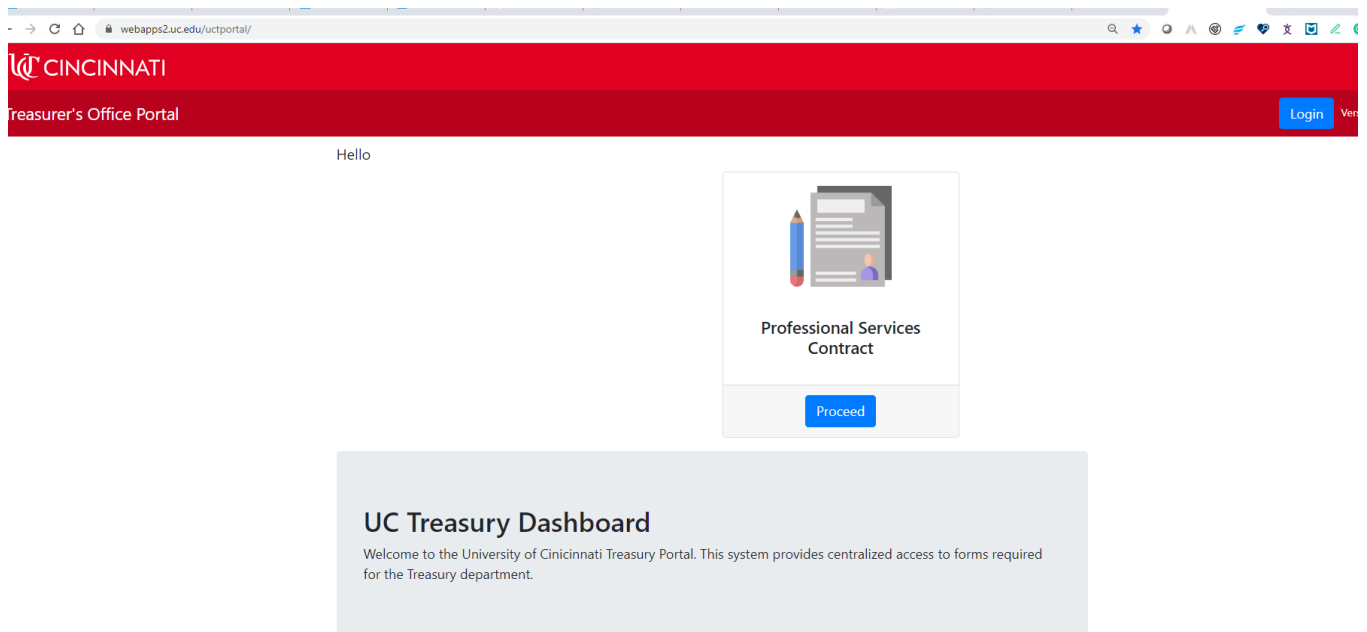 webapps2.uc.edu/uctportal/
UC CINCINNATI
Treasurer's Office Portal
Login
Hello
Professional Services
Contract
Proceed
UC Treasury Dashboard
Welcome to the University of Cinicinnati Treasury Portal. This system provides centralized access to forms required
for the Treasury department.